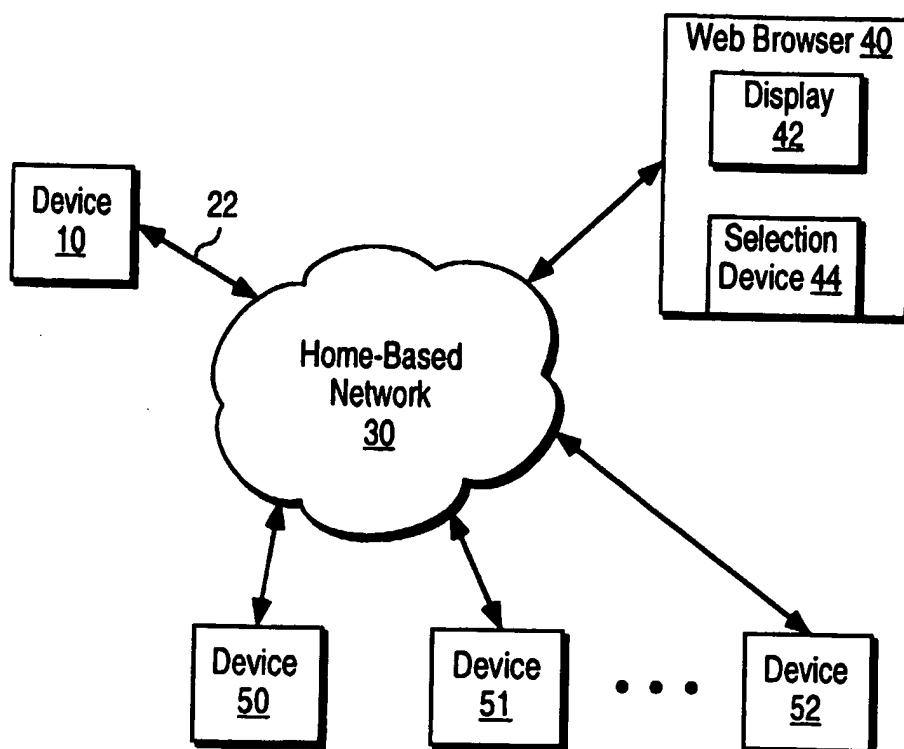 Web Browser 40
Display
42
Selection
Device 44
Device
10
22
Home-Based
Network
30
Device
50
Device
51
Device
52